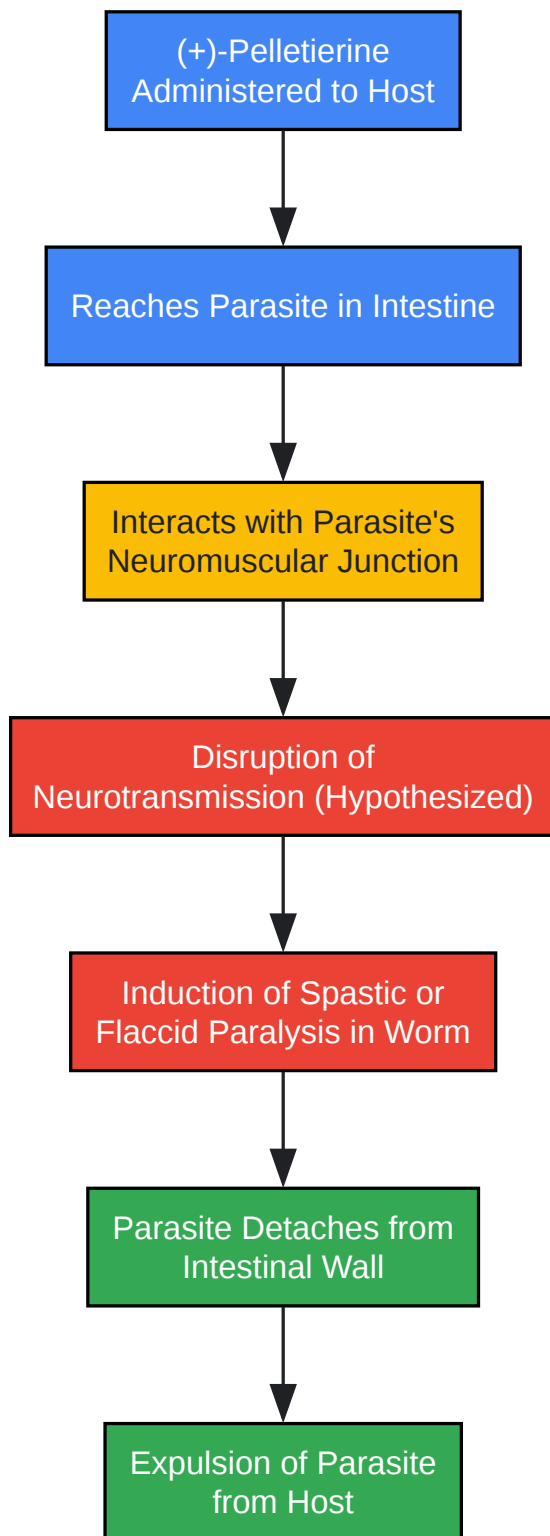 (+)-Pelletierine
Administered to Host
Reaches Parasite in Intestine
Interacts with Parasite's
Neuromuscular Junction
Disruption of
Neurotransmission (Hypothesized)
Induction of Spastic or
Flaccid Paralysis in Worm
Parasite Detaches from
Intestinal Wall
Expulsion of Parasite
from Host